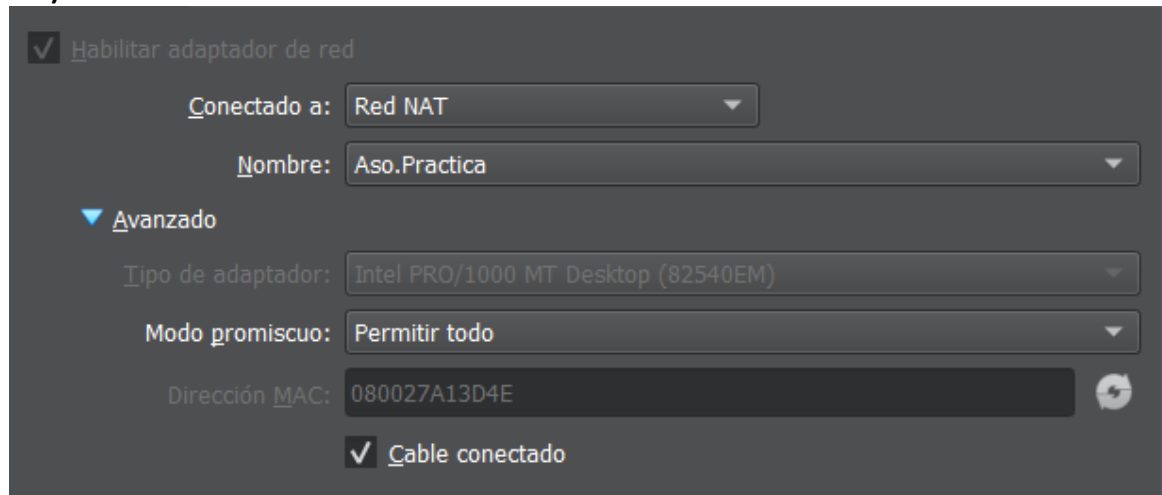 Habilitar adaptador de red
Conectado a: Red NAT
Nombre: Aso.Practica
Avanzado
Tipo de adaptador: Intel PRO/1000 MT Desktop (82540EM)
Modo promiscuo: Permitir todo
Dirección MAC: 080027A13D4E
Cable conectado